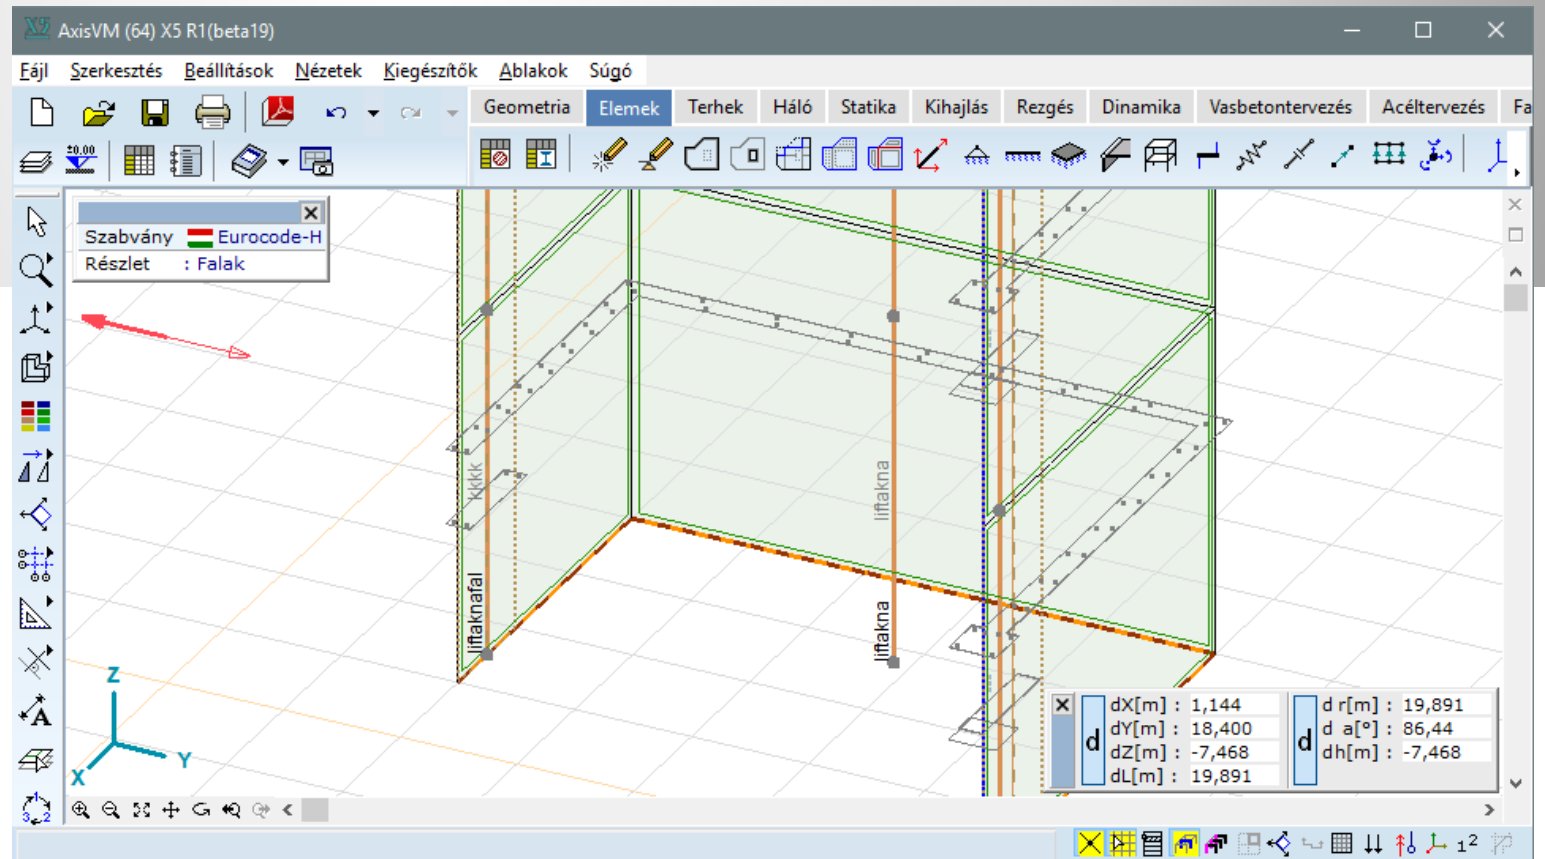 AxisVM (64) X5 R1(beta19)
Fájl Szerkesztés Beállítások Nézetek Kiegészítők Ablakok Súgó
Geometria Elemek Terhek Háló Statika Kihajlás Rezgés Dinamika Vasbetontervezés Acéltervezés Fa
±0,00
Szabvány Eurocode-H
Részlet : Falak
kkkk
liftakna
liftaknafal
liftakna
Z
Y
X
dX[m] : 1,144
dY[m] : 18,400
dZ[m] : -7,468
dL[m] : 19,891
d
d r[m] : 19,891
d a[°] : 86,44
dh[m] : -7,468
d